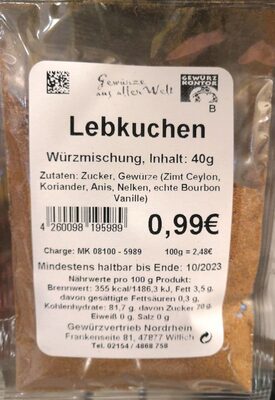 Gewürze
aus aller Welt
GEWÜRZ
KONTOR
B
Lebkuchen
Würzmischung, Inhalt: 40g
Zutaten: Zucker, Gewürze (Zimt Ceylon,
Koriander, Anis, Nelken, echte Bourbon
Vanille)
4 260098 195989
0,99€
Charge: MK 08100 - 5989
100g = 2,48€
Mindestens haltbar bis Ende: 10/2023
Nährwerte pro 100 g Produkt:
Brennwert: 355 kcal/1486,3 kJ, Fett 3,5 g,
davon gesättigte Fettsäuren 0,3 g,
Kohlenhydrate: 81,7 g, davon Zucker 70 g,
Eiweiß 0 g, Salz 0 g
Gewürzvertrieb Nordrhein
Frankenseite 81, 47877 Willich
Tel. 02154 / 4868 758